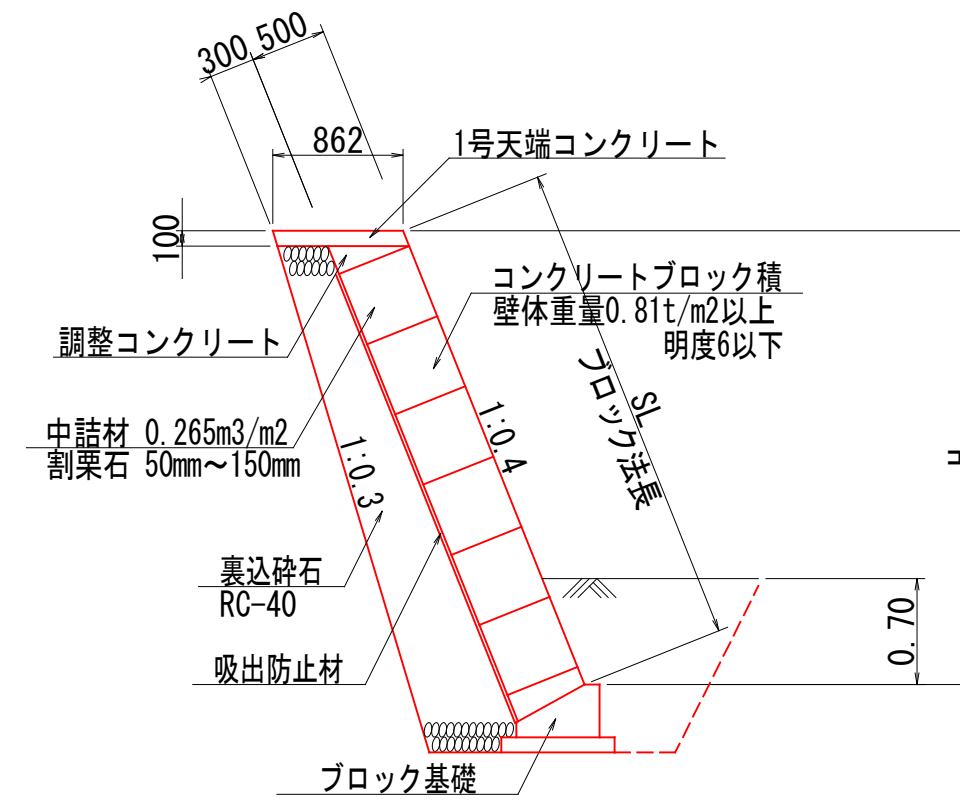 300 500
862
1号天端コンクリート
100
コンクリートブロック積
壁体重量0.81t/m2以上
明度6以下
調整コンクリート
SL
ブロック法長
中詰材 0.265m3/m2
割栗石 50mm～150mm
1:0.3
1:0.4
裏込砕石
RC-40
0.70
吸出防止材
ブロック基礎